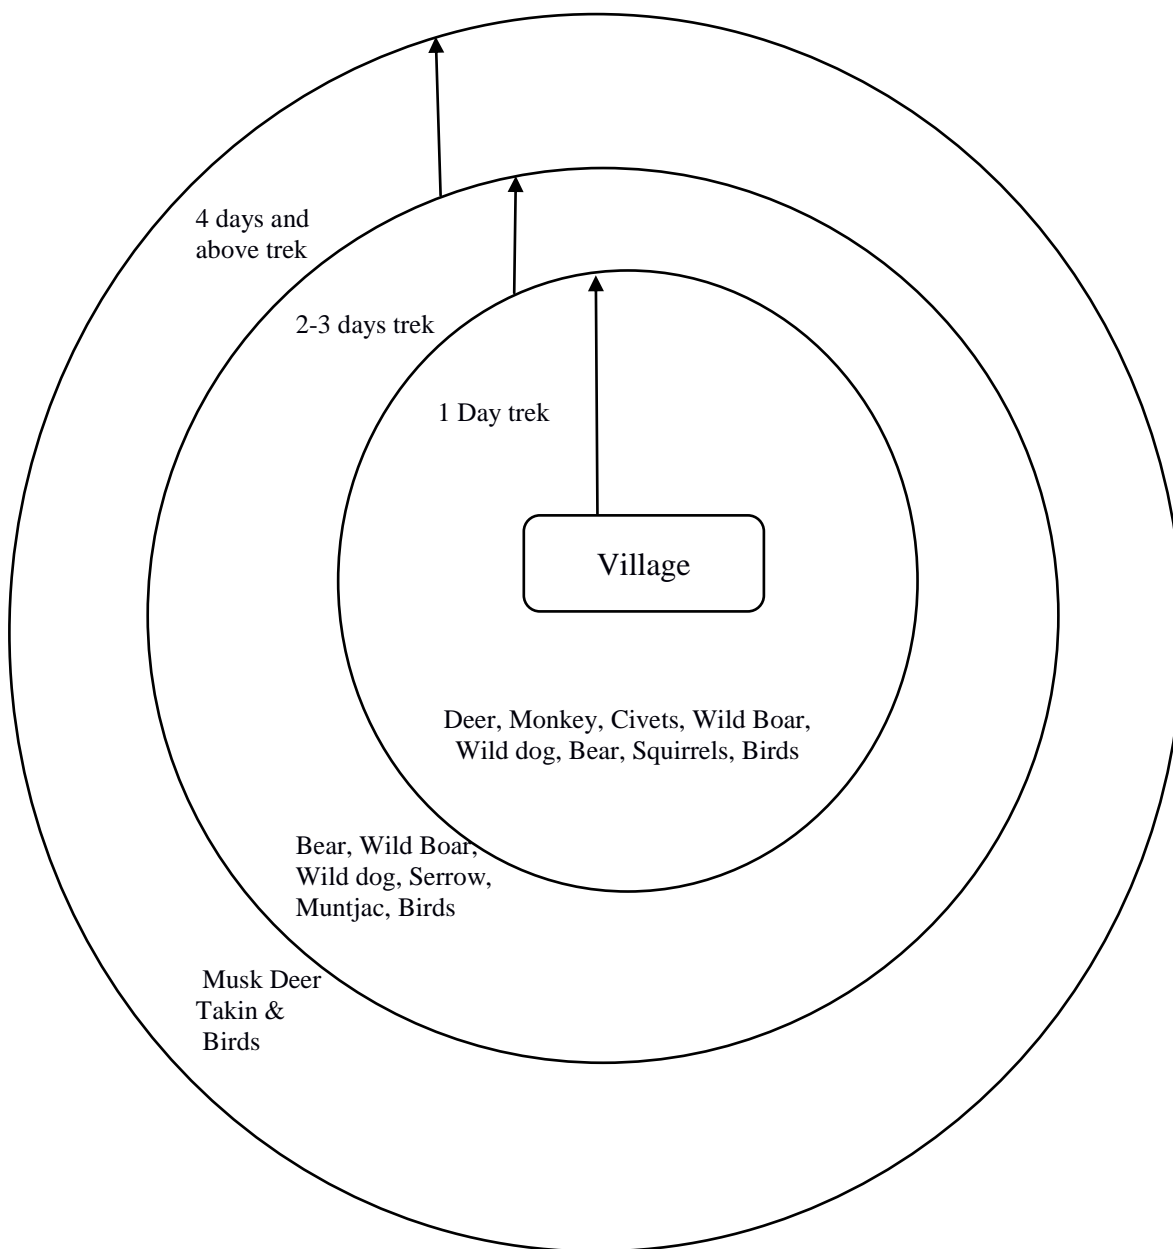 4 days and
above trek
2-3 days trek
1 Day trek
Village
Deer, Monkey, Civets, Wild Boar,
Wild dog, Bear, Squirrels, Birds
Bear, Wild Boar,
Wild dog, Serrow,
Muntjac, Birds
Musk Deer
Takin &
Birds